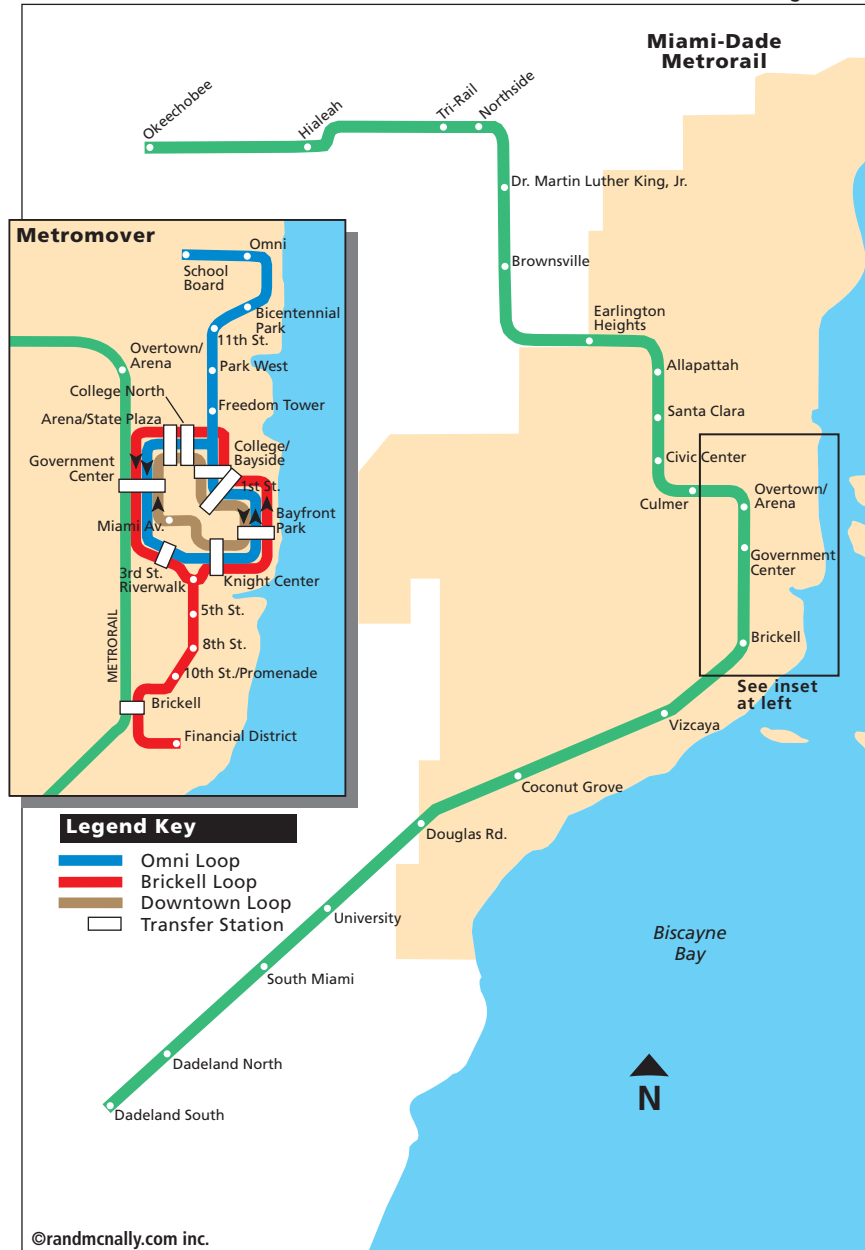 Miami-Dade
Metrorail
Okeechobee
Hialeah
Tri-Rail
Northside
Dr. Martin Luther King, Jr.
Brownsville
Earlington
Heights
Allapattah
Santa Clara
Civic Center
Culmer
Overtown/
Arena
Government
Center
Brickell
See inset
at left
Vizcaya
Coconut Grove
Douglas Rd.
University
South Miami
Dadeland North
Dadeland South
Metromover
Omni
School
Board
Bicentennial
Park
11th St.
Overtown/
Arena
Park West
College North
Freedom Tower
Arena/State Plaza
College/
Bayside
Government
Center
1st St.
Miami Av.
Bayfront
Park
3rd St.
Riverwalk
Knight Center
5th St.
METRORAIL
8th St.
10th St./Promenade
Brickell
Financial District
Legend Key
Omni Loop
Brickell Loop
Downtown Loop
Transfer Station
Biscayne
Bay
N
©randmcnally.com inc.